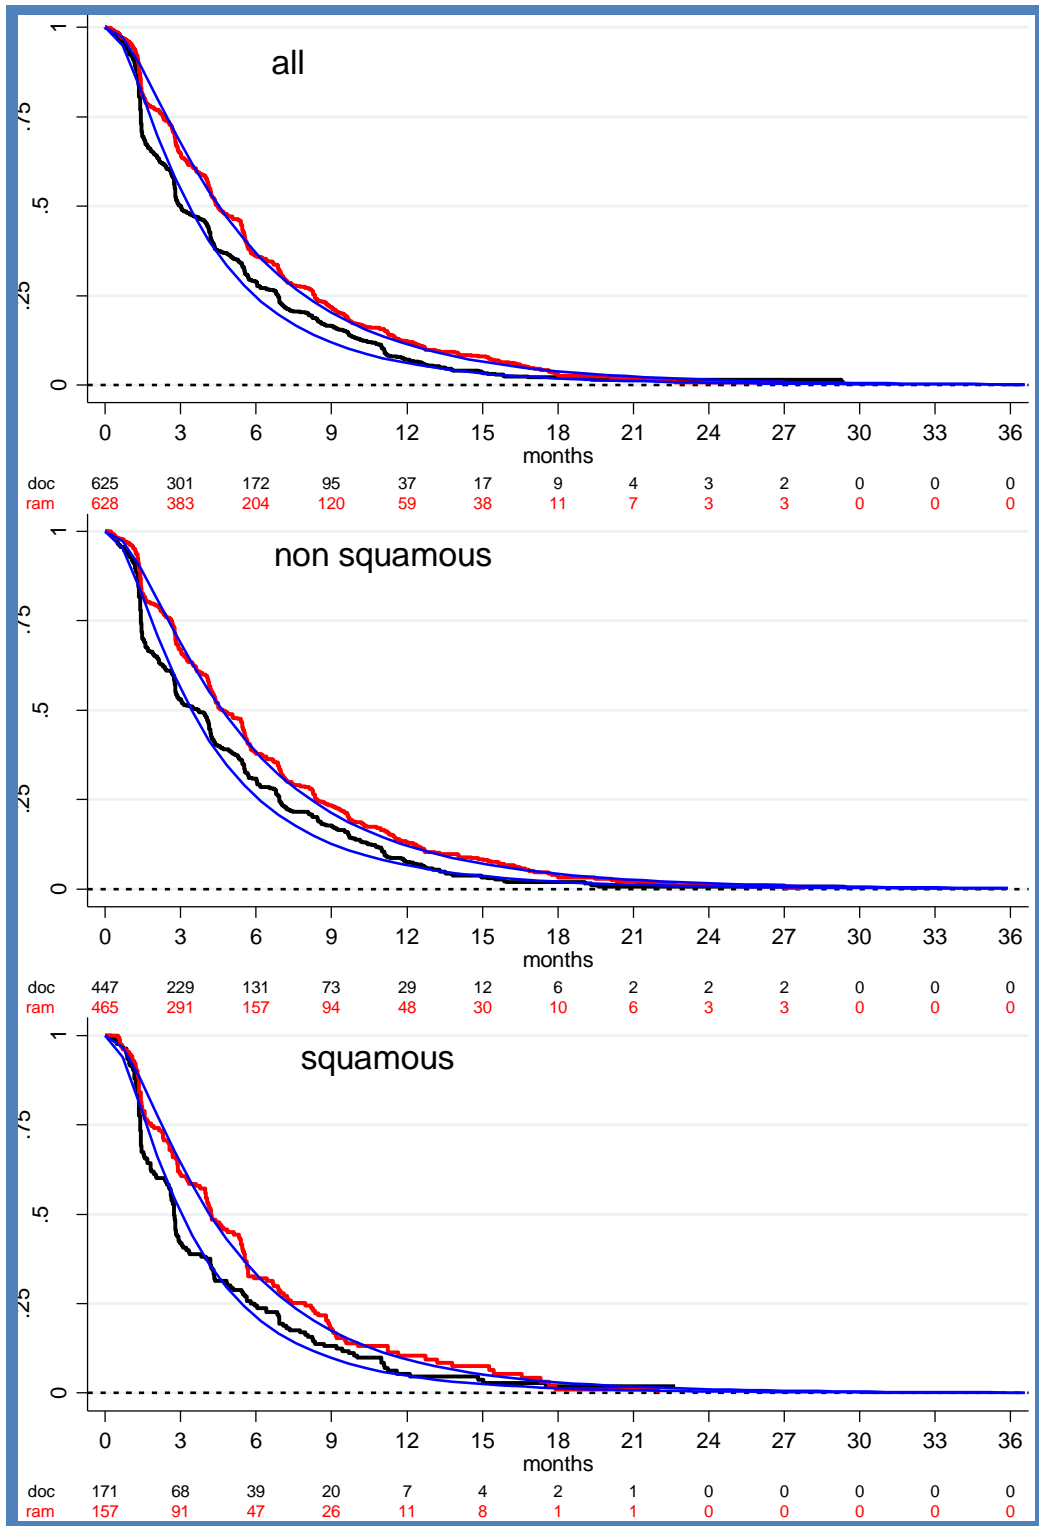 1
all
.75
.5
.25
0
0 3 6 9 12 15 18 21 24 27 30 33 36
months
doc 625 301 172 95 37 17 9 4 3 2 0 0 0
ram 628 383 204 120 59 38 11 7 3 3 0 0 0
1
non squamous
.75
.5
.25
0
0 3 6 9 12 15 18 21 24 27 30 33 36
months
doc 447 229 131 73 29 12 6 2 2 2 0 0 0
ram 465 291 157 94 48 30 10 6 3 3 0 0 0
1
squamous
.75
.5
.25
0
0 3 6 9 12 15 18 21 24 27 30 33 36
months
doc 171 68 39 20 7 4 2 1 0 0 0 0 0
ram 157 91 47 26 11 8 1 1 0 0 0 0 0